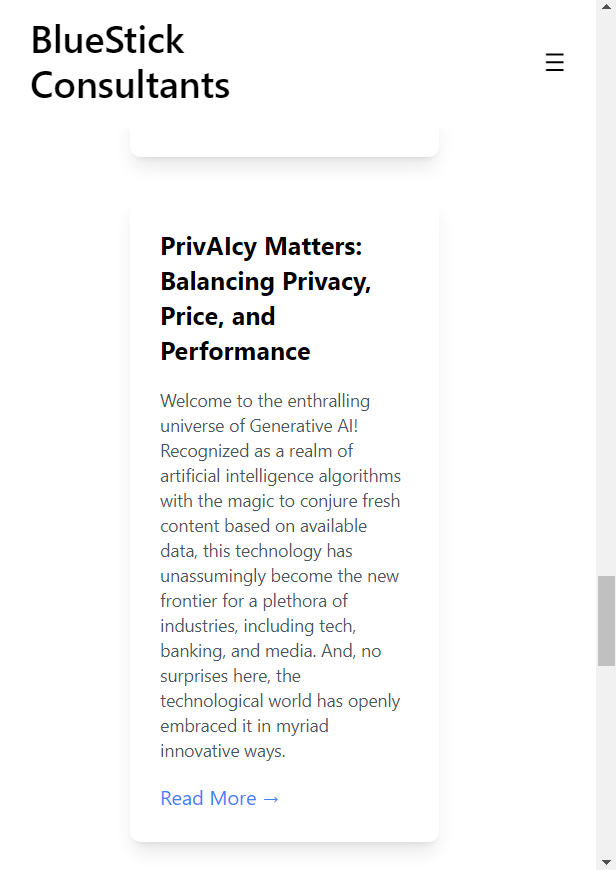 BlueStick
Consultants
☰
PrivAIcy Matters:
Balancing Privacy,
Price, and
Performance
Welcome to the enthralling
universe of Generative AI!
Recognized as a realm of
artificial intelligence algorithms
with the magic to conjure fresh
content based on available
data, this technology has
unassumingly become the new
frontier for a plethora of
industries, including tech,
banking, and media. And, no
surprises here, the
technological world has openly
embraced it in myriad
innovative ways.
Read More →